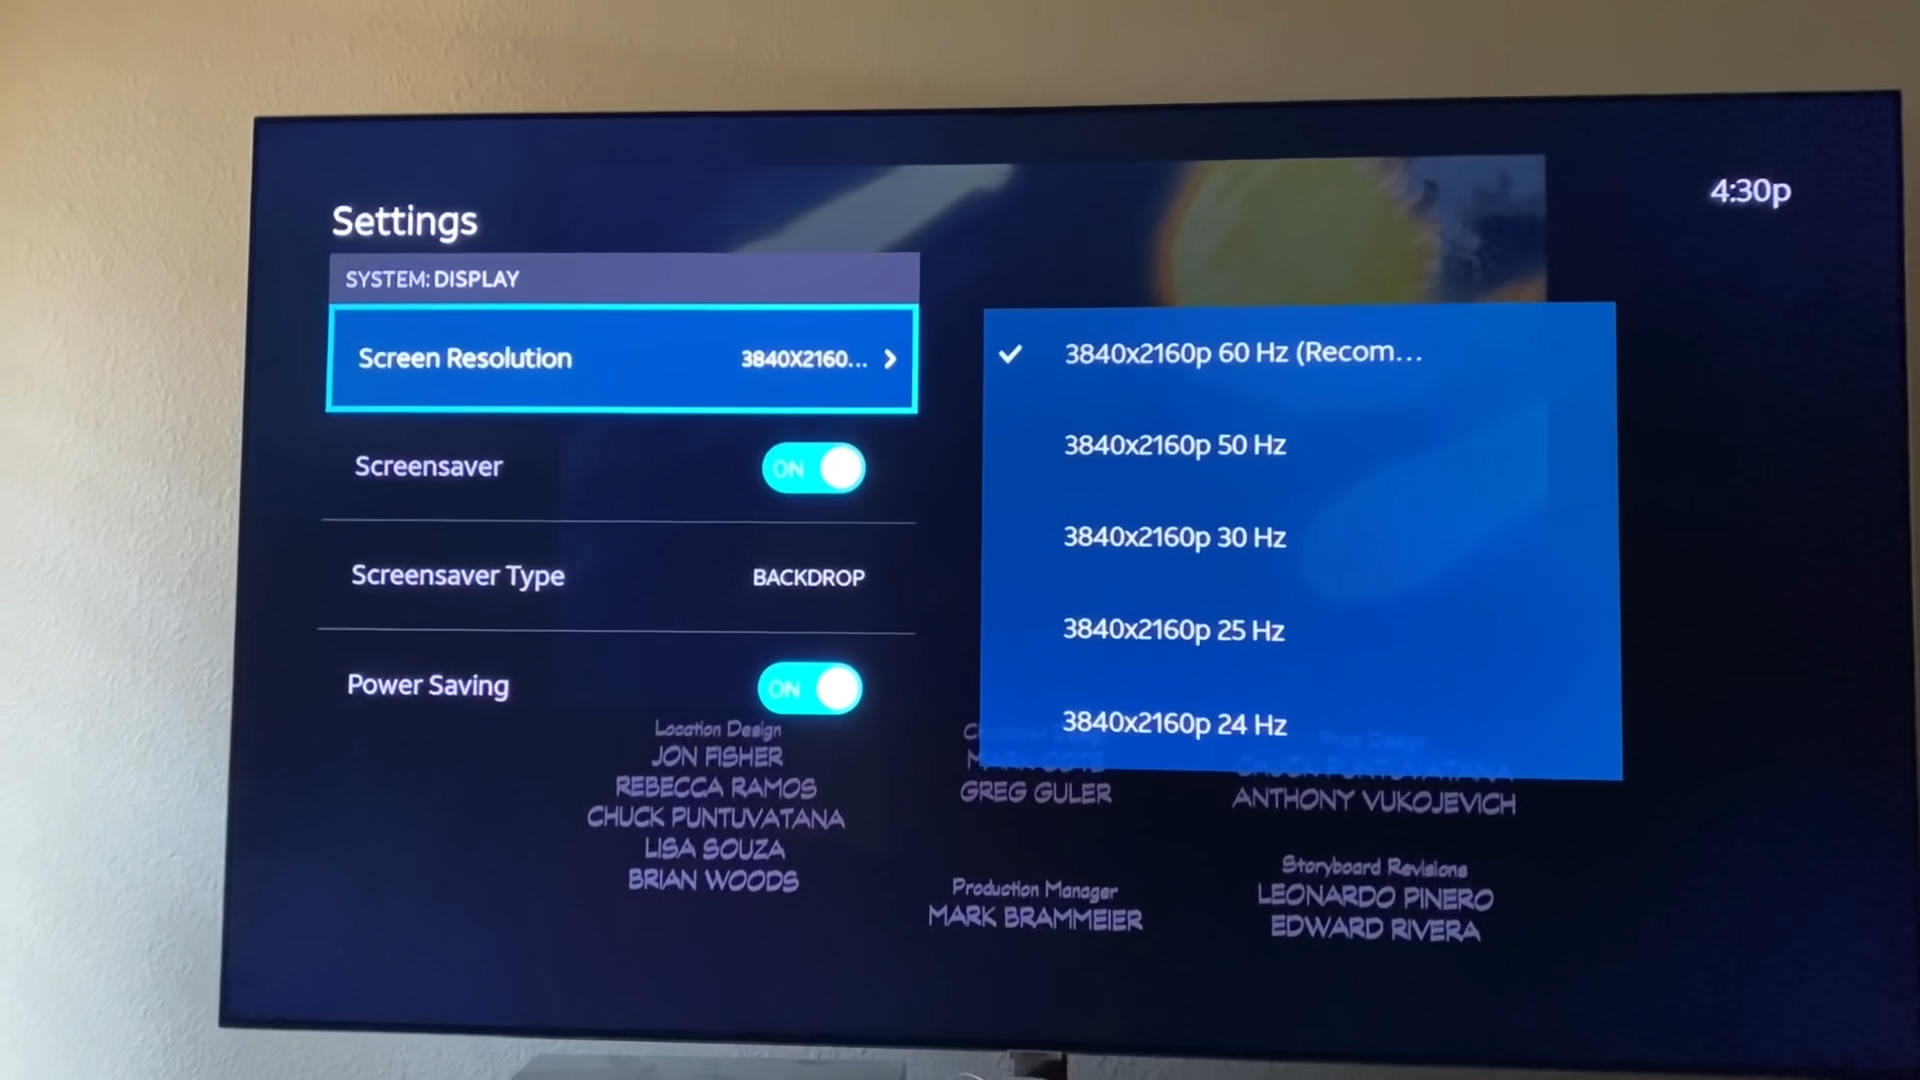 4:30p
Settings
SYSTEM: DISPLAY
Screen Resolution 3840X2160...
Screensaver ON
Screensaver Type BACKDROP
Power Saving ON
3840x2160p 60 Hz (Recom...
3840x2160p 50 Hz
3840x2160p 30 Hz
3840x2160p 25 Hz
3840x2160p 24 Hz
Location Design
JON FISHER
REBECCA RAMOS
CHUCK PUNTUVATANA
LISA SOUZA
BRIAN WOODS
GREG GULER
Production Manager
MARK BRAMMEIER
CHUCK PUNTUVATANA
ANTHONY VUKOJEVICH
Storyboard Revisions
LEONARDO PINERO
EDWARD RIVERA